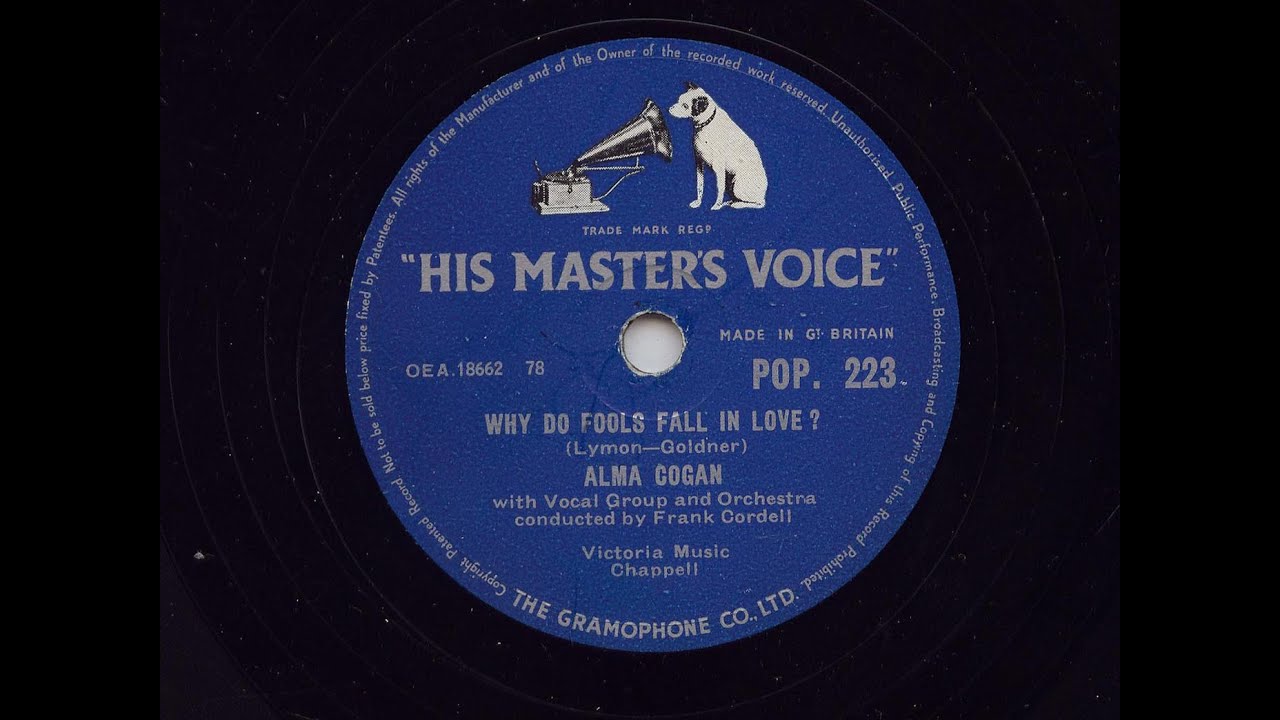 Copyright Patented Record Not to be sold below price fixed by Patentees. All rights of the Manufacturer and of the Owner of the recorded work reserved. Unauthorised Public Performance. Broadcasting and Copying of this Record Prohibited.
TRADE MARK REGD
"HIS MASTER'S VOICE"
MADE IN GT. BRITAIN
OEA.18662 78
POP. 223
WHY DO FOOLS FALL IN LOVE?
(Lymon—Goldner)
ALMA COGAN
with Vocal Group and Orchestra
conducted by Frank Cordell
Victoria Music
Chappell
THE GRAMOPHONE CO., LTD.